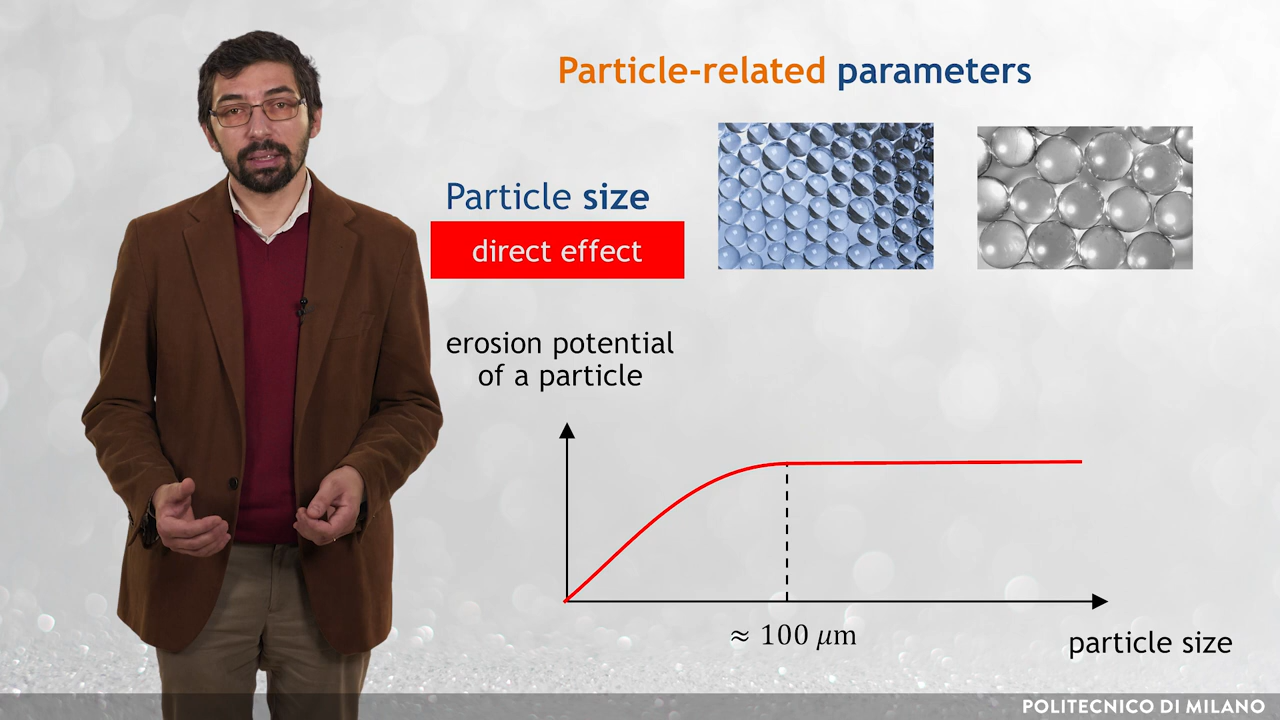 Particle-related parameters
Particle size
direct effect
erosion potential
of a particle
≈ 100 μm
particle size
POLITECNICO DI MILANO